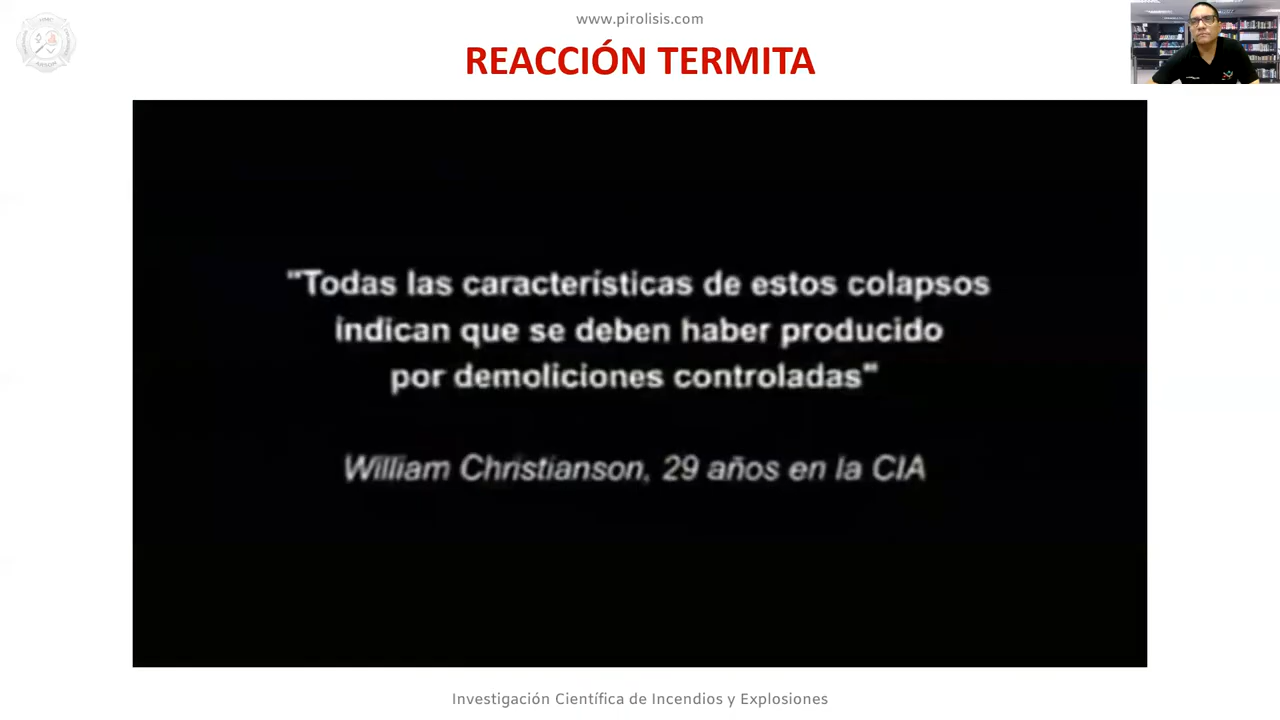 www.pirolisis.com
REACCIÓN TERMITA
"Todas las características de estos colapsos
indican que se deben haber producido
por demoliciones controladas"
William Christianson, 29 años en la CIA
Investigación Científica de Incendios y Explosiones